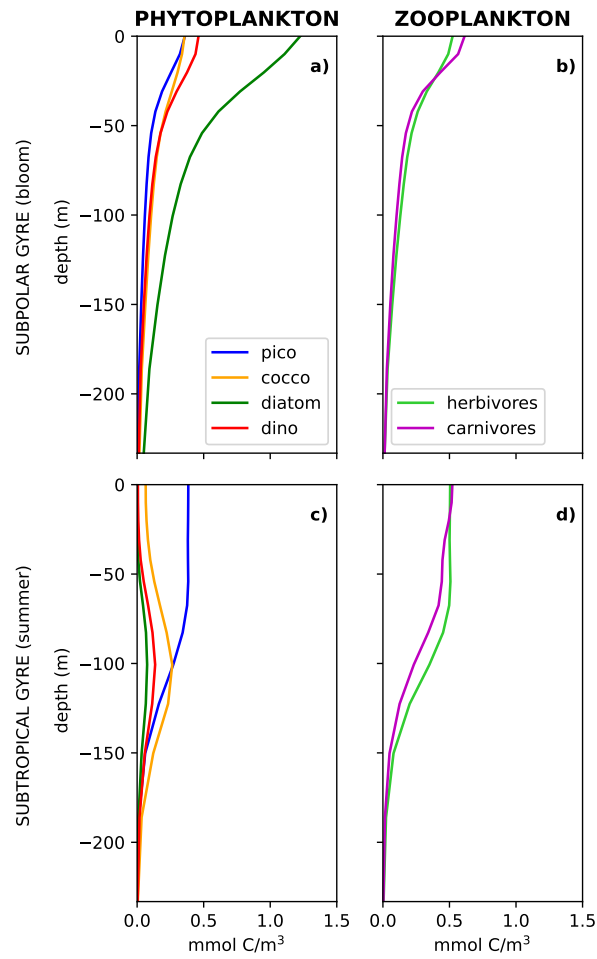 PHYTOPLANKTON
ZOOPLANKTON
SUBPOLAR GYRE (bloom)
depth (m)
0
−50
−100
−150
−200
a)
pico
cocco
diatom
dino
b)
herbivores
carnivores
SUBTROPICAL GYRE (summer)
depth (m)
0
−50
−100
−150
−200
c)
d)
0.0 0.5 1.0 1.5
mmol C/m³
0.0 0.5 1.0 1.5
mmol C/m³